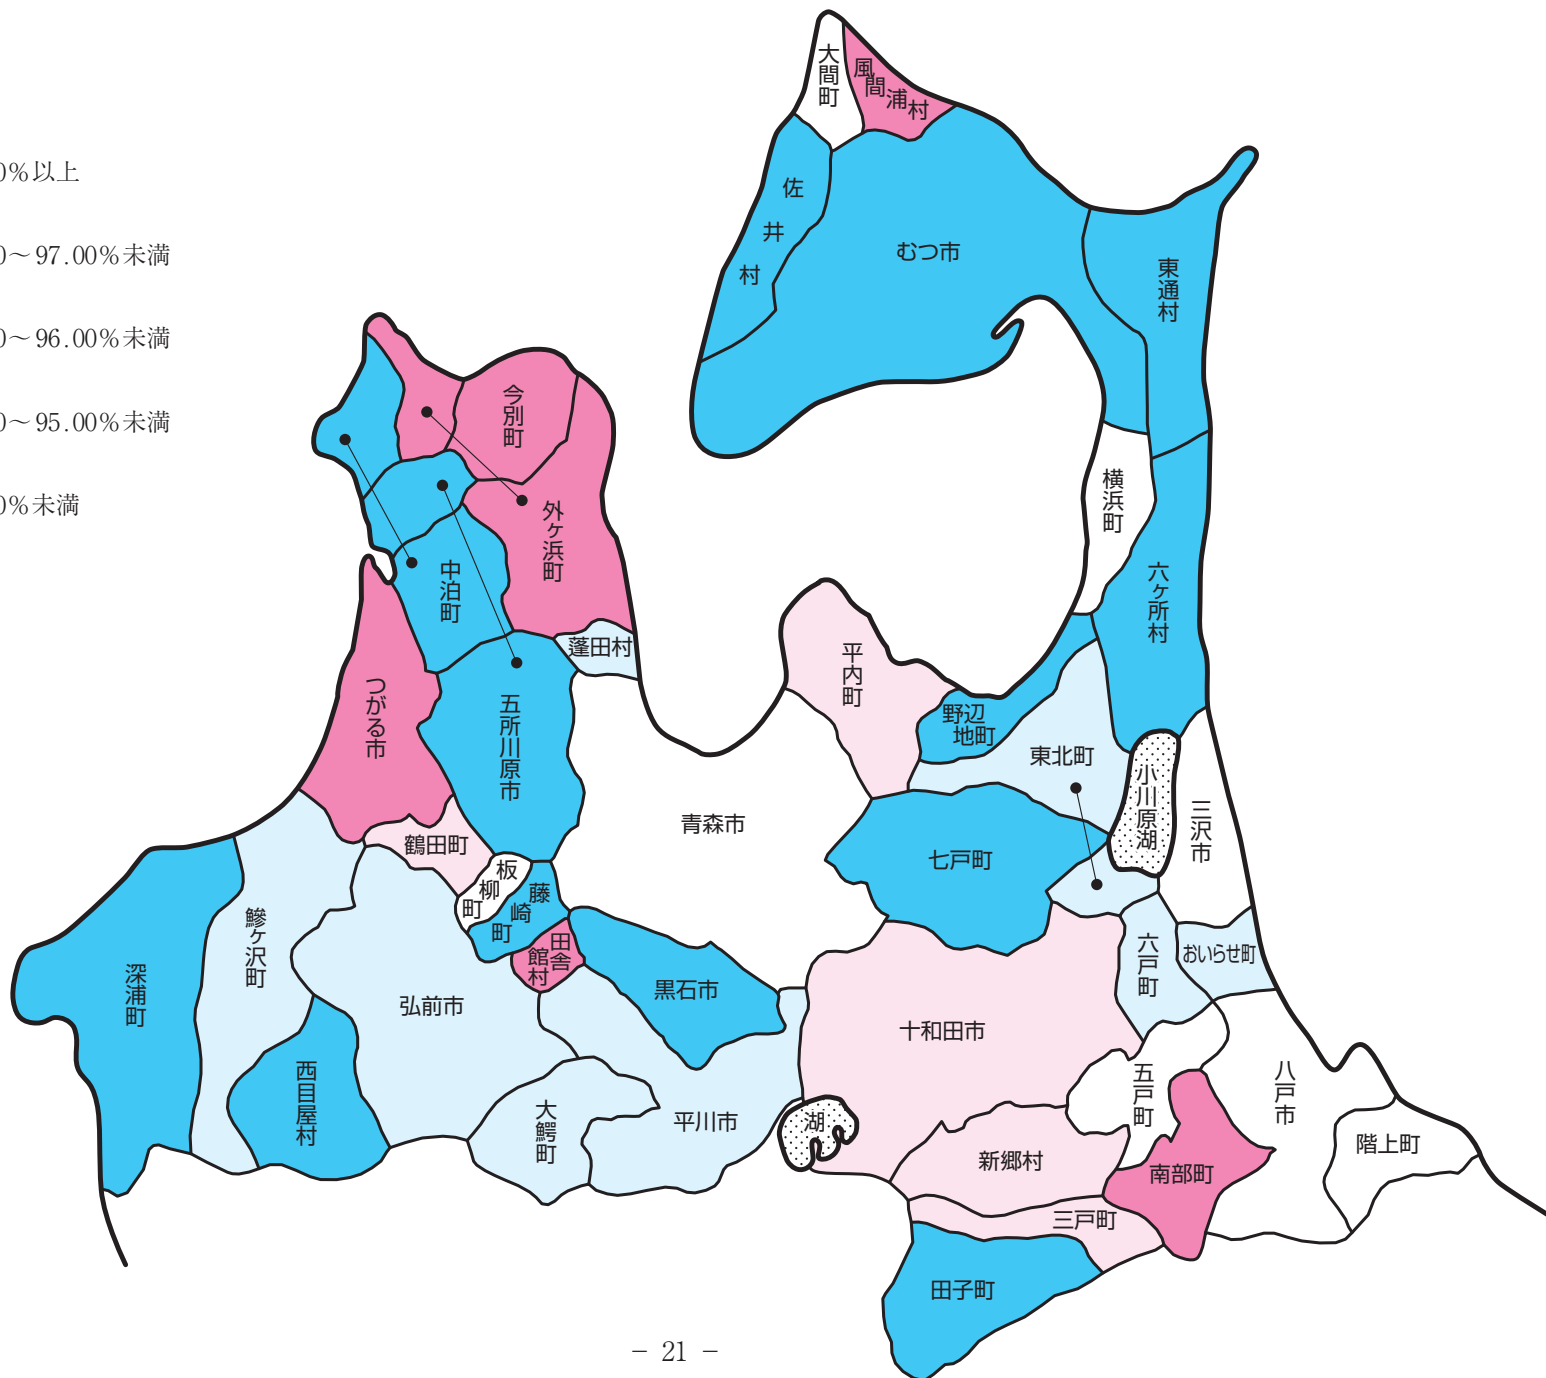 0%以上
0～97.00%未満
0～96.00%未満
0～95.00%未満
0%未満
大間町
風間浦村
佐井村
むつ市
東通村
今別町
外ヶ浜町
中泊町
蓬田村
横浜町
六ヶ所村
平内町
つがる市
五所川原市
野辺地町
東北町
小川原湖
三沢市
青森市
鶴田町
板柳町
七戸町
藤崎町
田舎館村
鰺ヶ沢町
深浦町
弘前市
黒石市
六戸町
おいらせ町
十和田市
西目屋村
大鰐町
平川市
湖
五戸町
八戸市
階上町
新郷村
南部町
三戸町
田子町
－ 21 －